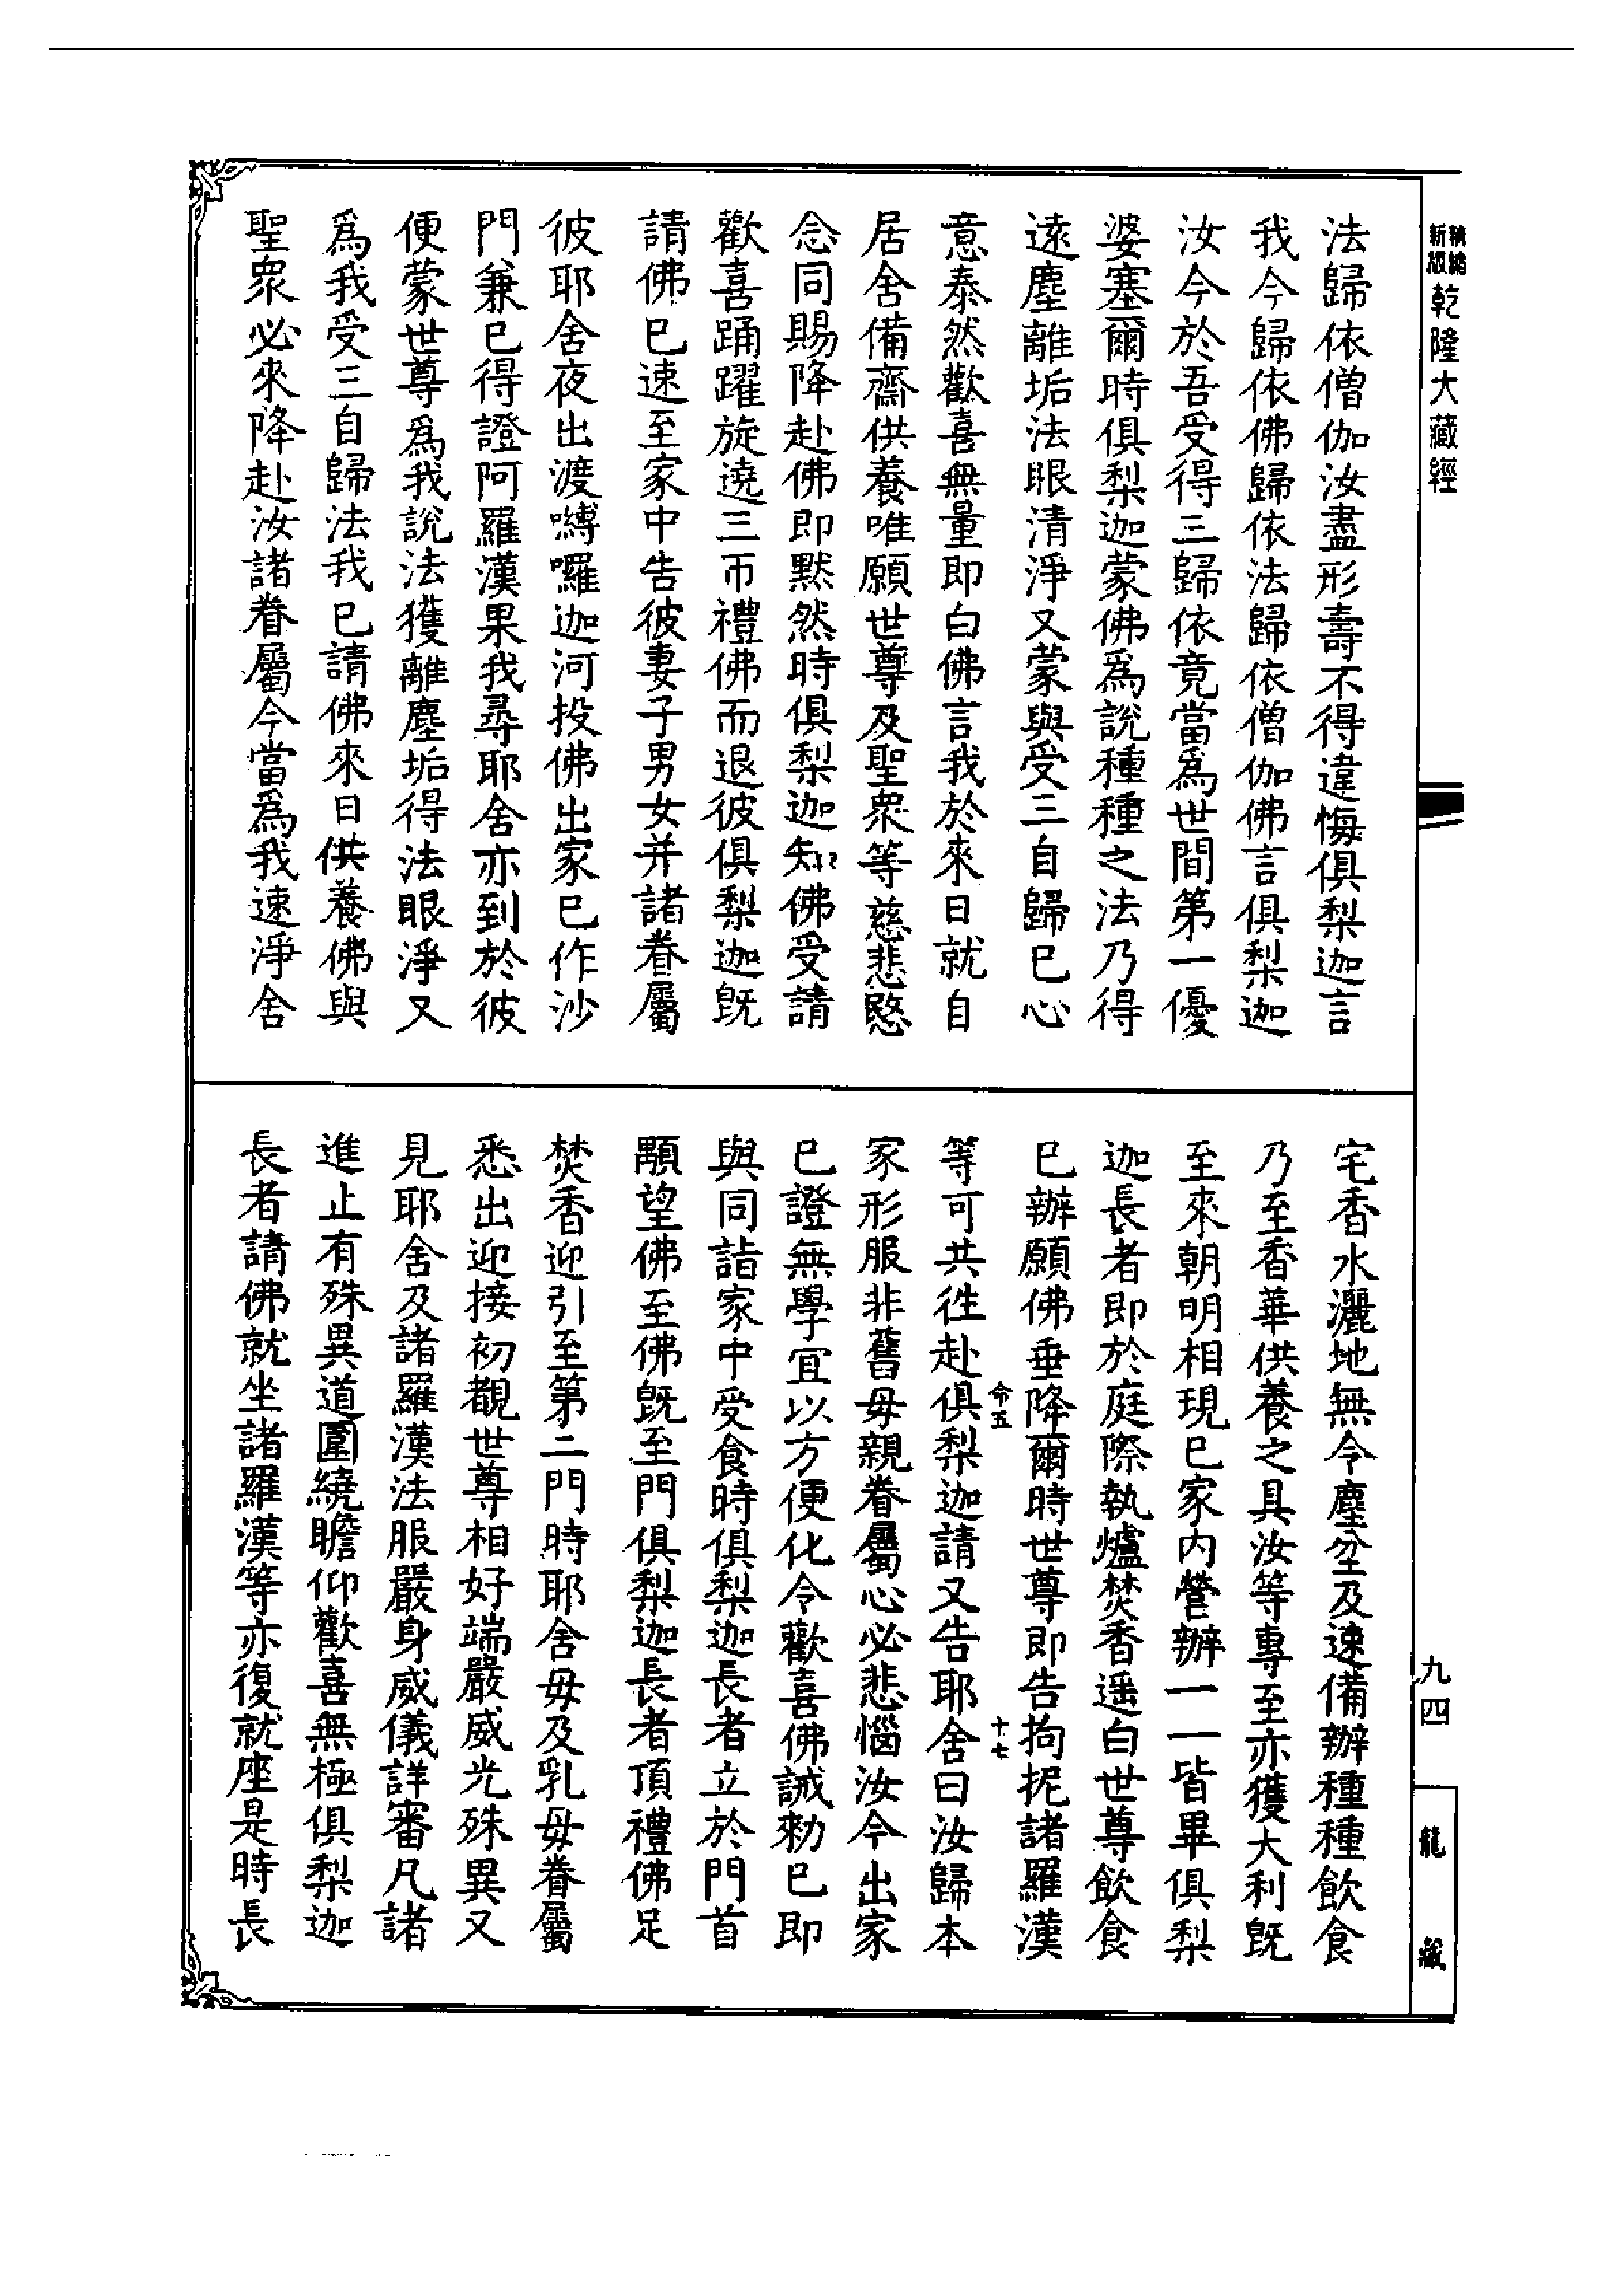 精繕
新版
乾隆大藏經
法歸依僧伽汝盡形壽不得違悔俱梨迦言
我今歸依佛歸依法歸依僧伽佛言俱梨迦
汝今於吾受得三歸依竟當爲世間第一優
婆塞爾時俱梨迦蒙佛爲說種種之法乃得
遠塵離垢法眼清淨又蒙與受三自歸已心
意泰然歡喜無量即白佛言我於來日就自
居舍備齋供養唯願世尊及聖衆等慈悲愍
念同賜降赴佛即默然時俱梨迦知佛受請
歡喜踊躍旋遶三帀禮佛而退彼俱梨迦旣
請佛已速至家中告彼妻子男女并諸眷屬
彼耶舍夜出渡嚩囉迦河投佛出家已作沙
門兼已得證阿羅漢果我尋耶舍亦到於彼
便蒙世尊爲我說法獲離塵垢得法眼淨又
爲我受三自歸法我已請佛來日供養佛與
聖衆必來降赴汝諸眷屬今當爲我速淨舍
宅香水灑地無令塵坌及速備辦種種飲食
乃至香華供養之具汝等專至亦獲大利旣
至來朝明相現已家内營辦一一皆畢俱梨
迦長者即於庭際執爐焚香遥白世尊飲食
已辦願佛垂降爾時世尊即告拘抳諸羅漢
命五
十七
等可共徃赴俱梨迦請又告耶舍曰汝歸本
家形服非舊母親眷屬心必悲惱汝今出家
已證無學宜以方便化令歡喜佛誡勑已即
與同詣家中受食時俱梨迦長者立於門首
顒望佛至佛旣至門俱梨迦長者頂禮佛足
焚香迎引至第二門時耶舍母及乳母眷屬
悉出迎接初覩世尊相好端嚴威光殊異又
見耶舍及諸羅漢法服嚴身威儀詳審凡諸
進止有殊異道圍繞瞻仰歡喜無極俱梨迦
長者請佛就坐諸羅漢等亦復就座是時長
九四
龍藏